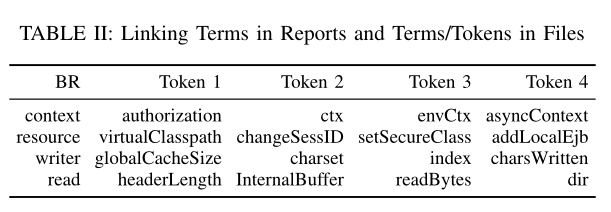 TABLE II: Linking Terms in Reports and Terms/Tokens in Files
BR Token 1 Token 2 Token 3 Token 4
context authorization ctx envCtx asyncContext
resource virtualClasspath changeSessID setSecureClass addLocalEjb
writer globalCacheSize charset index charsWritten
read headerLength InternalBuffer readBytes dir